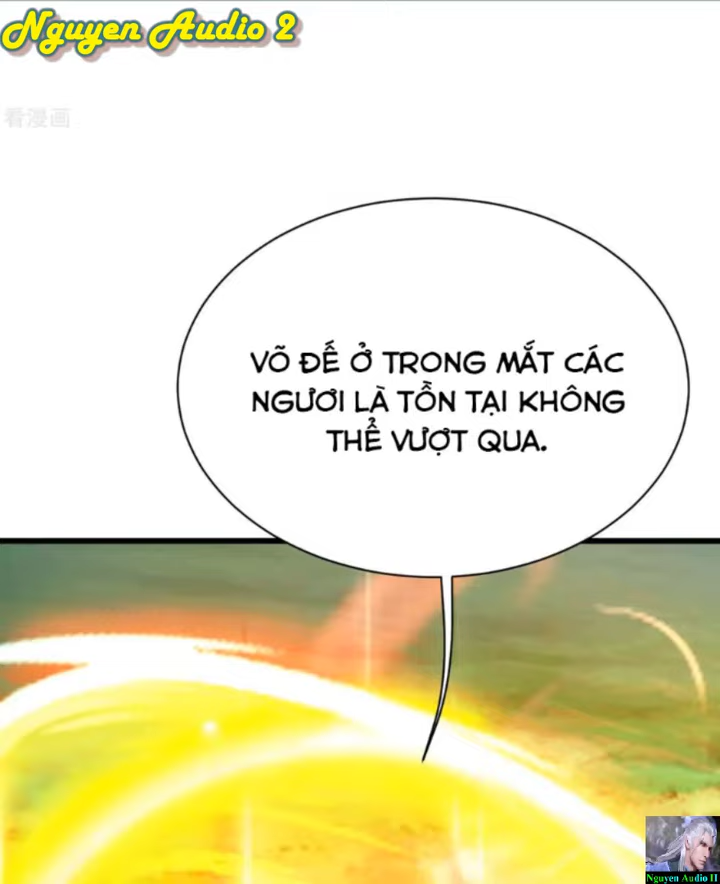 Nguyen Audio 2
看漫画
VÕ ĐẾ Ở TRONG MẮT CÁC
NGƯƠI LÀ TỒN TẠI KHÔNG
THỂ VƯỢT QUA.
Nguyen Audio II